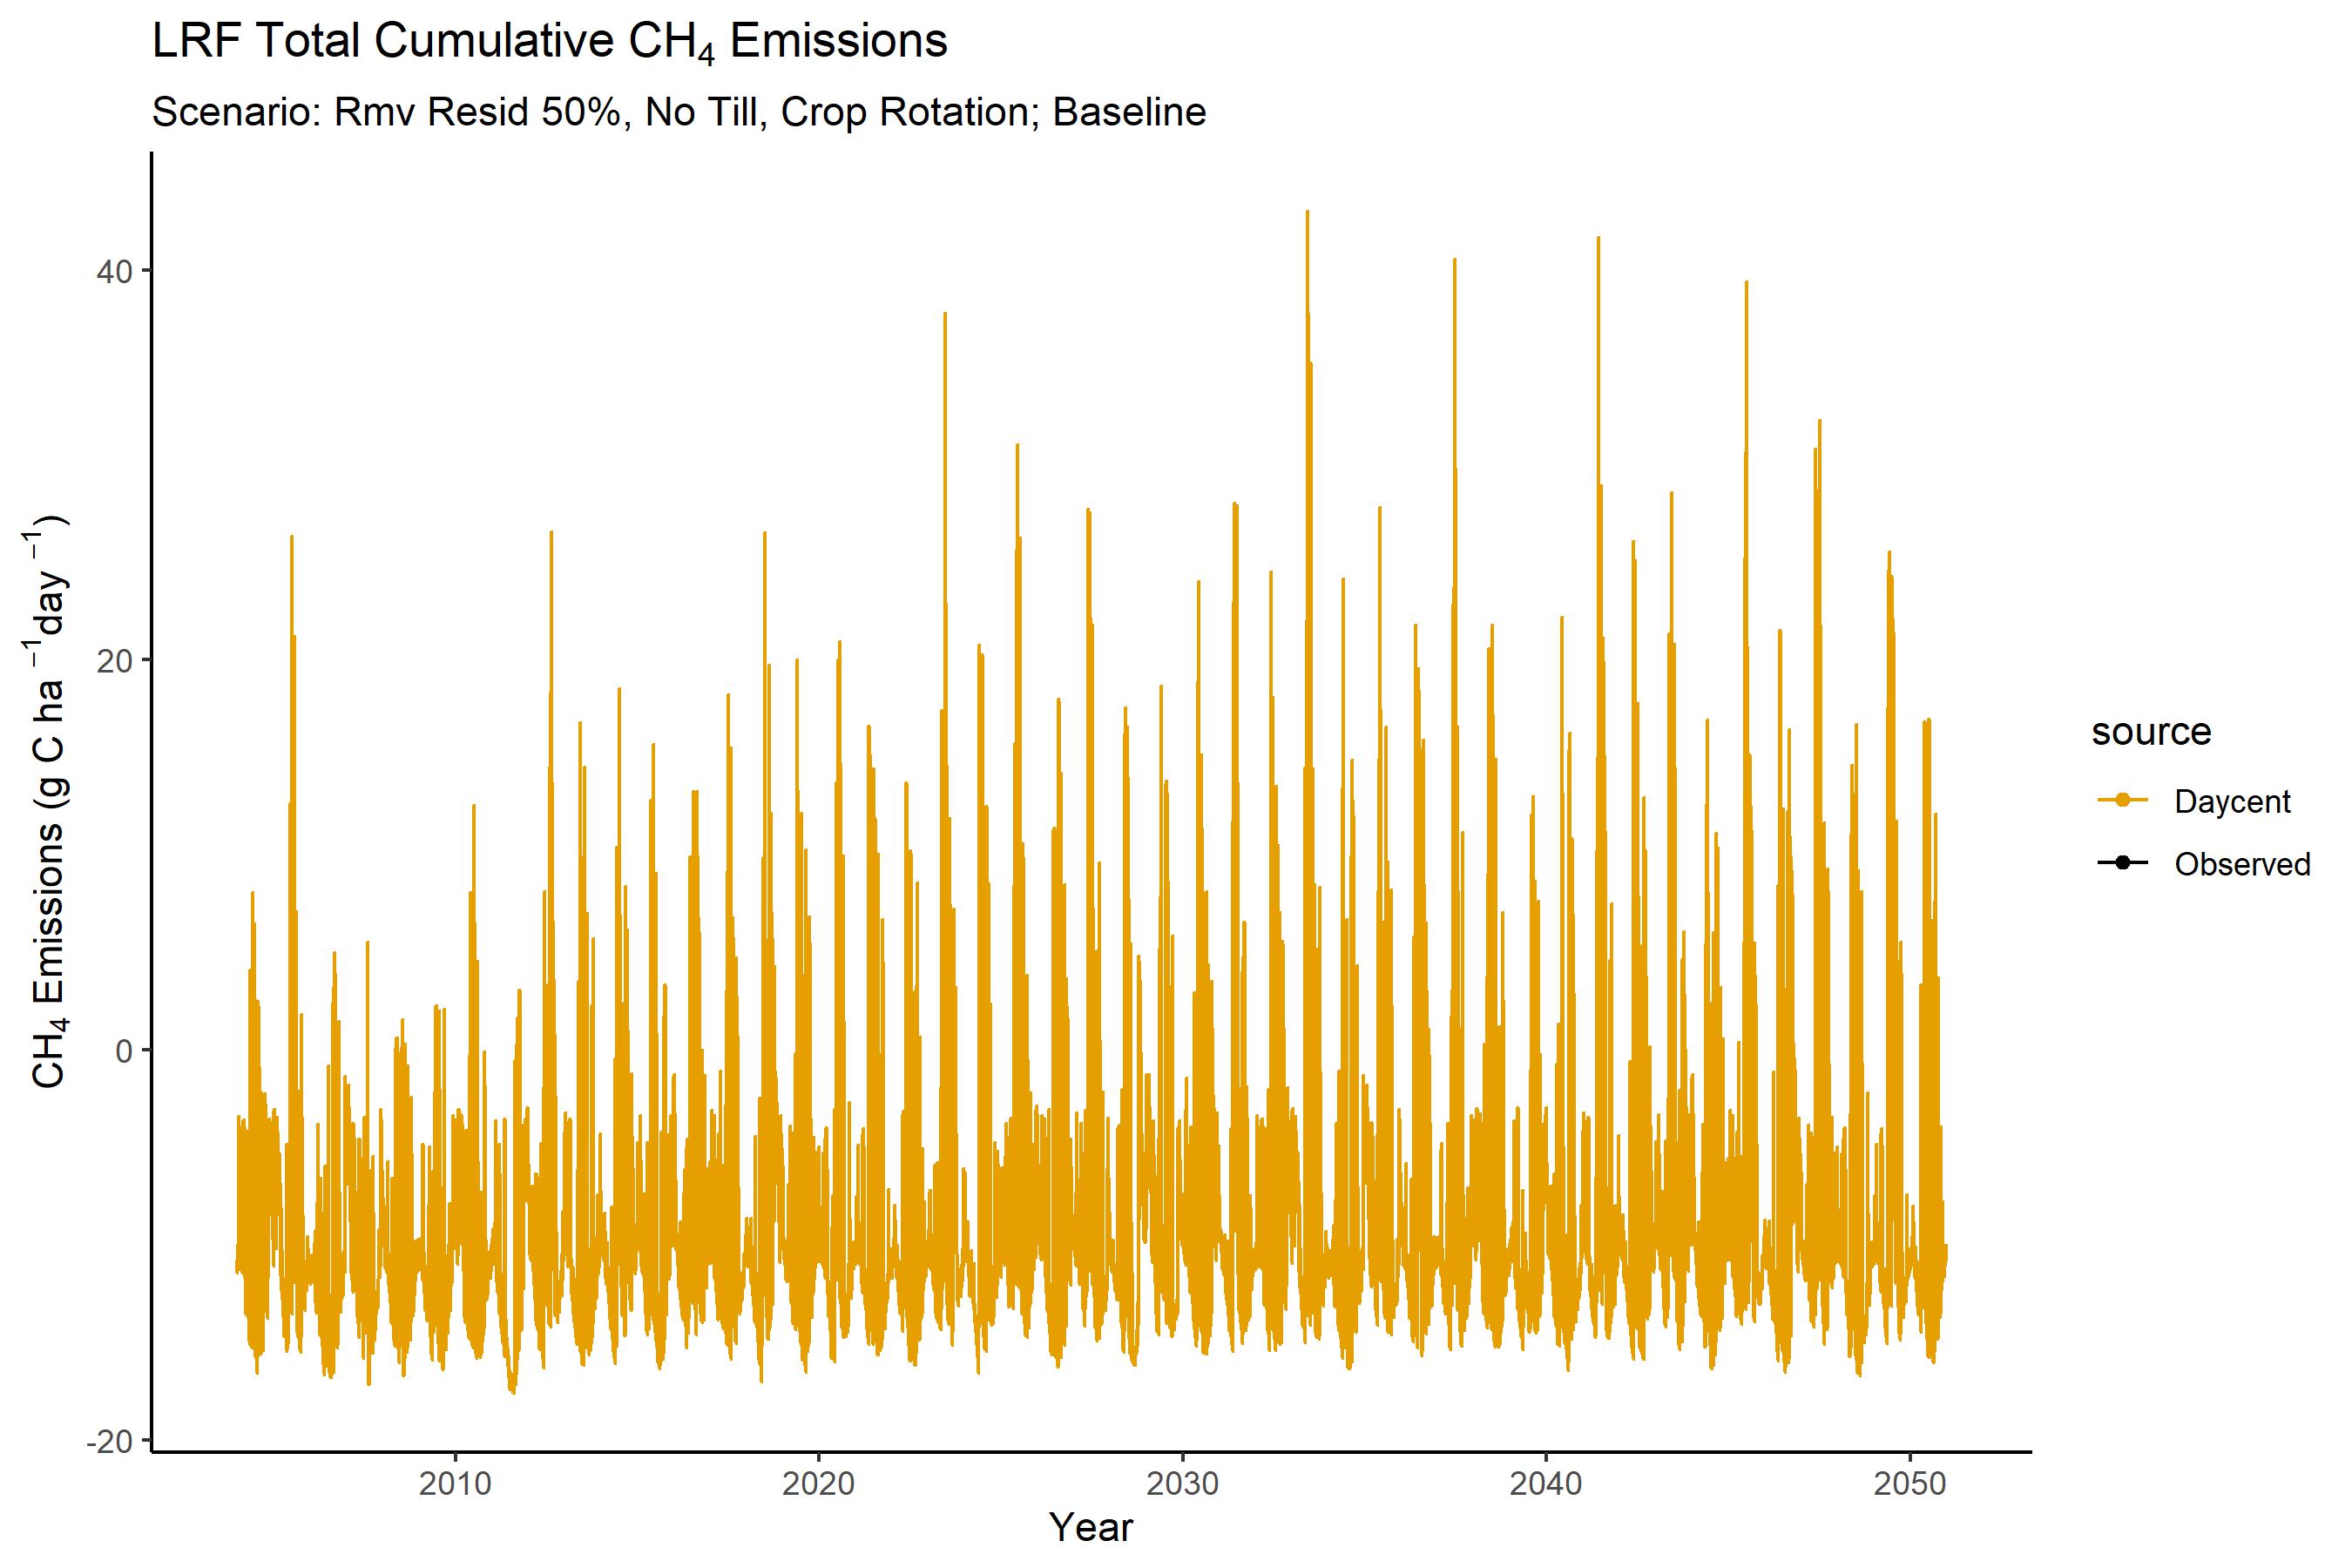 LRF Total Cumulative CH₄ Emissions
Scenario: Rmv Resid 50%, No Till, Crop Rotation; Baseline
CH₄ Emissions (g C ha ⁻¹day ⁻¹)
40
20
0
-20
2010 2020 2030 2040 2050
Year
source
Daycent
Observed